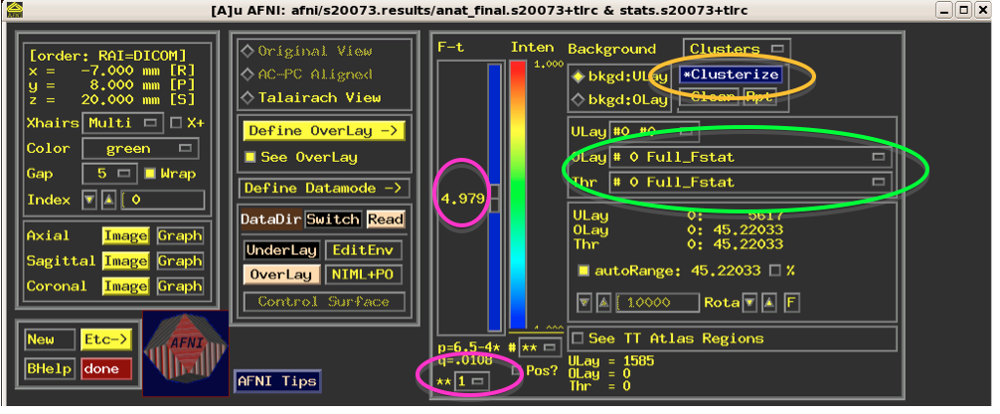 [A]u AFNI: afni/s20073.results/anat_final.s20073+tlrc & stats.s20073+tlrc
[order: RAI=DICOM]
x = -7.000 mm [R]
y = 8.000 mm [P]
z = 20.000 mm [S]
Xhairs Multi X+
Color green
Gap 5 Wrap
Index 0
Axial Image Graph
Sagittal Image Graph
Coronal Image Graph
New Etc->
BHelp done
AFNI
Original View
AC-PC Aligned
Talairach View
Define OverLay ->
See OverLay
Define Datamode ->
DataDir Switch Read
UnderLay EditEnv
OverLay NIML+PO
Control Surface
AFNI Tips
F-t Inten
4.979
1.000
p=6.5-4* # **
q=.0108
** 1 Pos?
Background Clusters
bkgd:ULay *Clusterize
bkgd:OLay Clear Rpt
ULay #0 #0
OLay # 0 Full_Fstat
Thr # 0 Full_Fstat
ULay 0: 5617
OLay 0: 45.22033
Thr 0: 45.22033
autoRange: 45.22033 %
10000 Rota F
See TT Atlas Regions
ULay = 1585
OLay = 0
Thr = 0